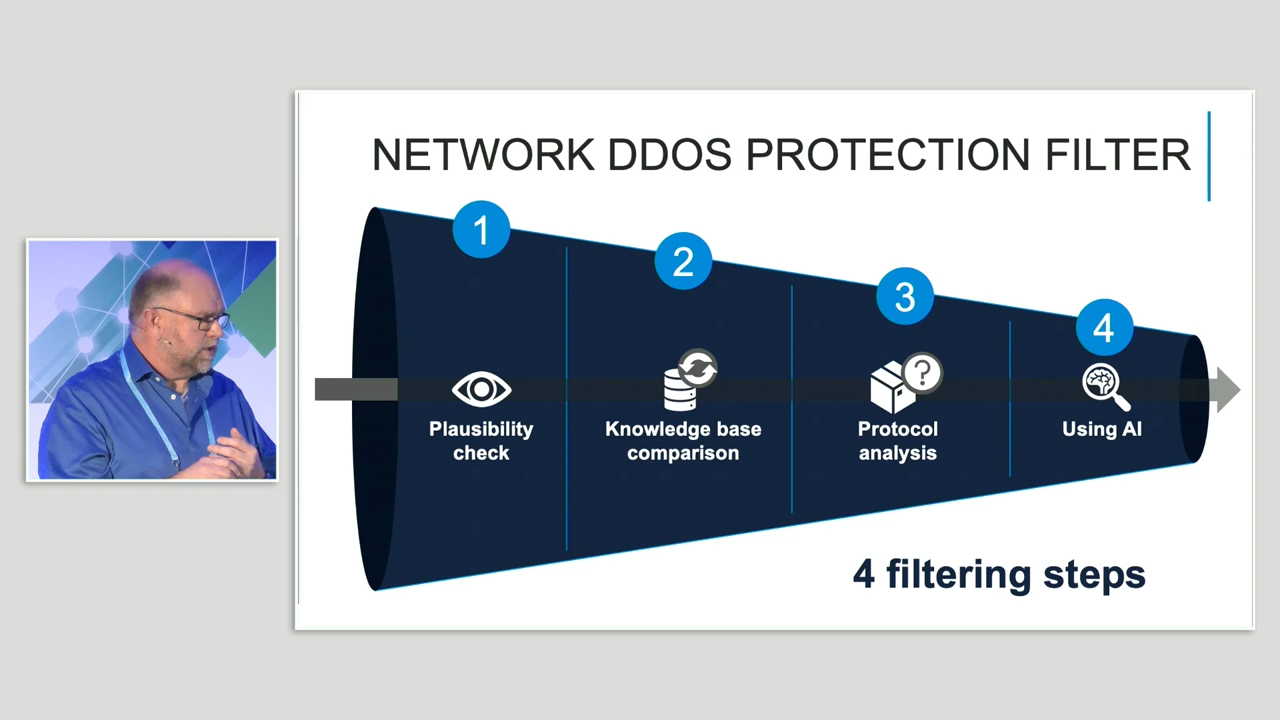 NETWORK DDOS PROTECTION FILTER
1
2
3
4
Plausibility
check
Knowledge base
comparison
?
Protocol
analysis
Using AI
4 filtering steps